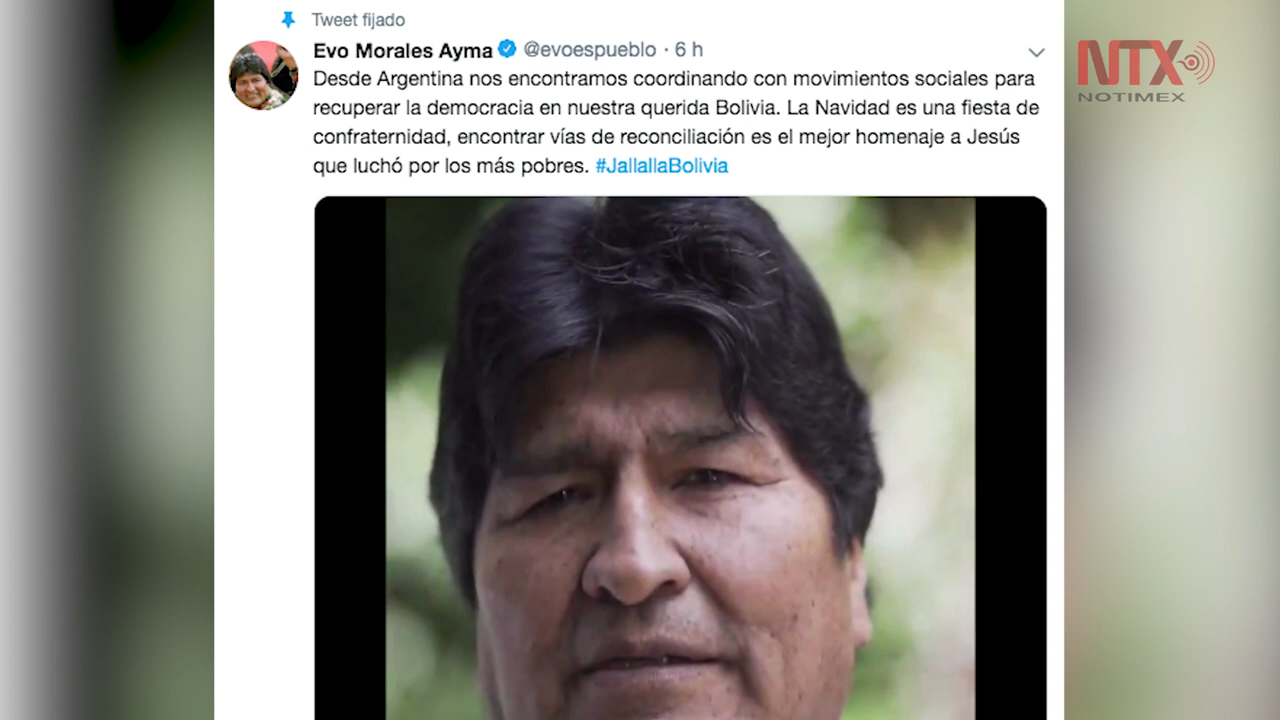 Tweet fijado
Evo Morales Ayma @evoespueblo · 6 h
Desde Argentina nos encontramos coordinando con movimientos sociales para
recuperar la democracia en nuestra querida Bolivia. La Navidad es una fiesta de
confraternidad, encontrar vías de reconciliación es el mejor homenaje a Jesús
que luchó por los más pobres. #JallallaBolivia
NTX
NOTIMEX